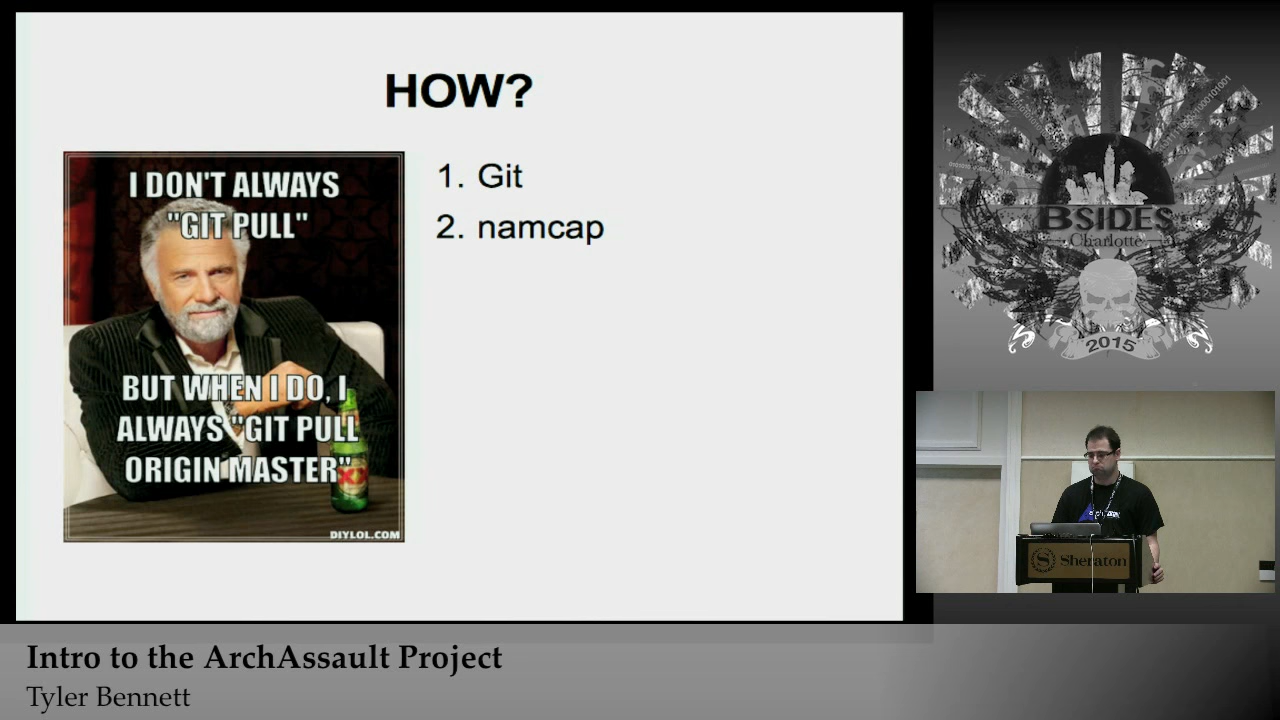 HOW?
I DON'T ALWAYS
"GIT PULL"
BUT WHEN I DO, I
ALWAYS "GIT PULL
ORIGIN MASTER"
DIYLOL.COM
1. Git
2. namcap
BSIDES
Charlotte
2015
S Sheraton
Intro to the ArchAssault Project
Tyler Bennett